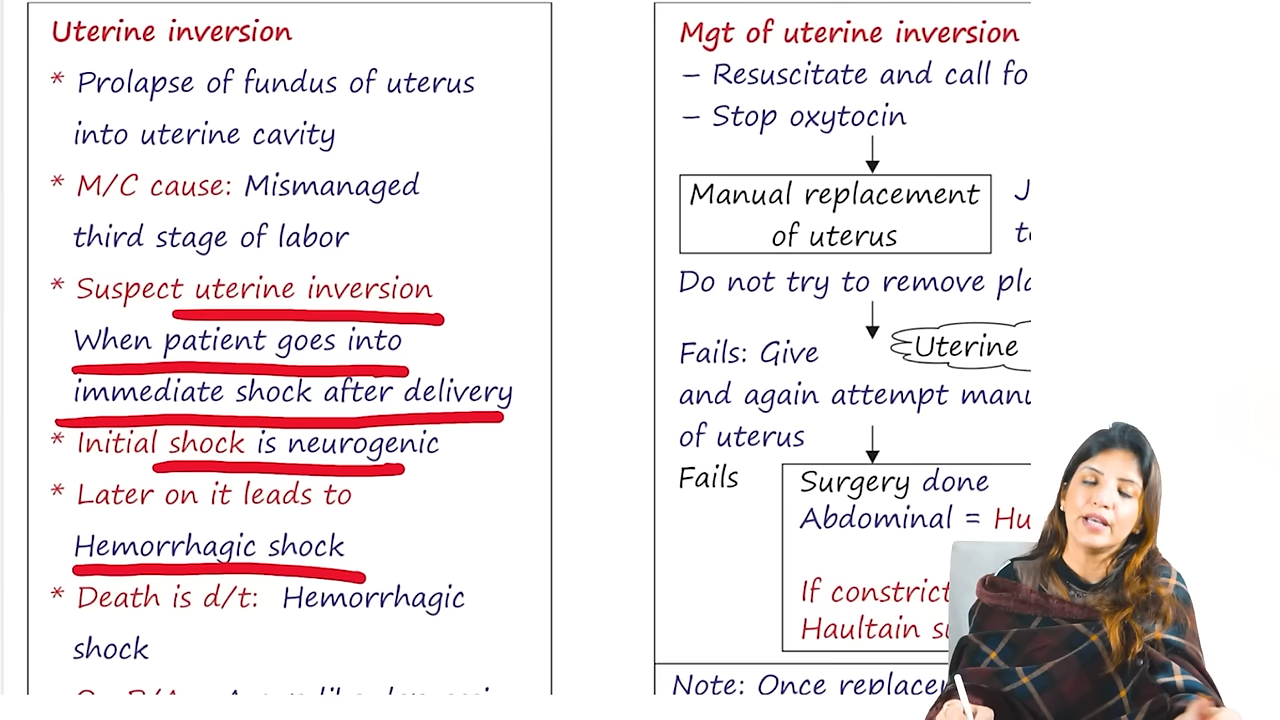 Uterine inversion
* Prolapse of fundus of uterus
into uterine cavity
* M/C cause: Mismanaged
third stage of labor
* Suspect uterine inversion
When patient goes into
immediate shock after delivery
* Initial shock is neurogenic
* Later on it leads to
Hemorrhagic shock
* Death is d/t: Hemorrhagic
shock
Mgt of uterine inversion
– Resuscitate and call fo
– Stop oxytocin
Manual replacement
of uterus
Do not try to remove pla
Fails: Give
Uterine
and again attempt manu
of uterus
Fails
Surgery done
Abdominal = Hu
If constrict
Haultain su
Note: Once replacem